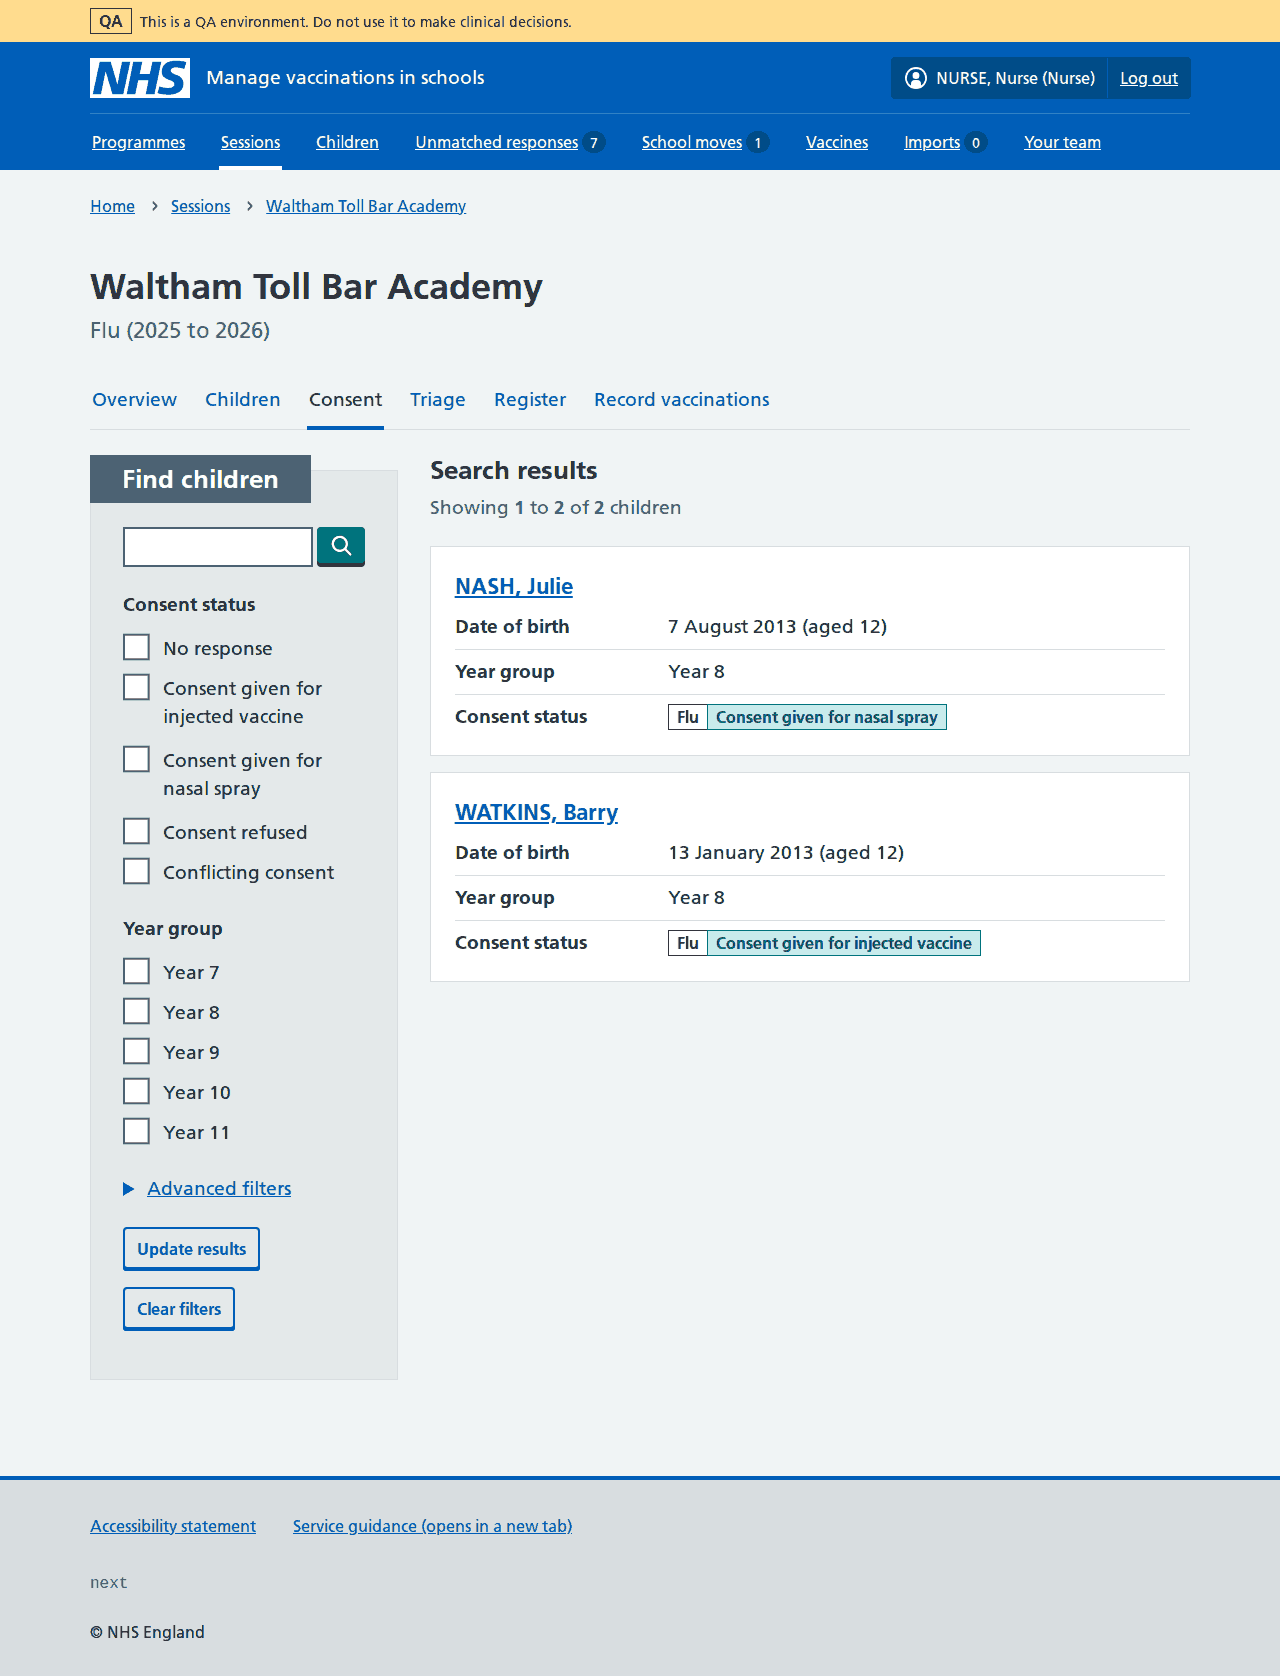 QA This is a QA environment. Do not use it to make clinical decisions.
NHS Manage vaccinations in schools NURSE, Nurse (Nurse) Log out
Programmes Sessions Children Unmatched responses 7 School moves 1 Vaccines Imports 0 Your team
Home Sessions Waltham Toll Bar Academy
Waltham Toll Bar Academy
Flu (2025 to 2026)
Overview Children Consent Triage Register Record vaccinations
Find children
Consent status
No response
Consent given for
injected vaccine
Consent given for
nasal spray
Consent refused
Conflicting consent
Year group
Year 7
Year 8
Year 9
Year 10
Year 11
Advanced filters
Update results
Clear filters
Search results
Showing 1 to 2 of 2 children
NASH, Julie
Date of birth 7 August 2013 (aged 12)
Year group Year 8
Consent status Flu Consent given for nasal spray
WATKINS, Barry
Date of birth 13 January 2013 (aged 12)
Year group Year 8
Consent status Flu Consent given for injected vaccine
Accessibility statement Service guidance (opens in a new tab)
next
© NHS England